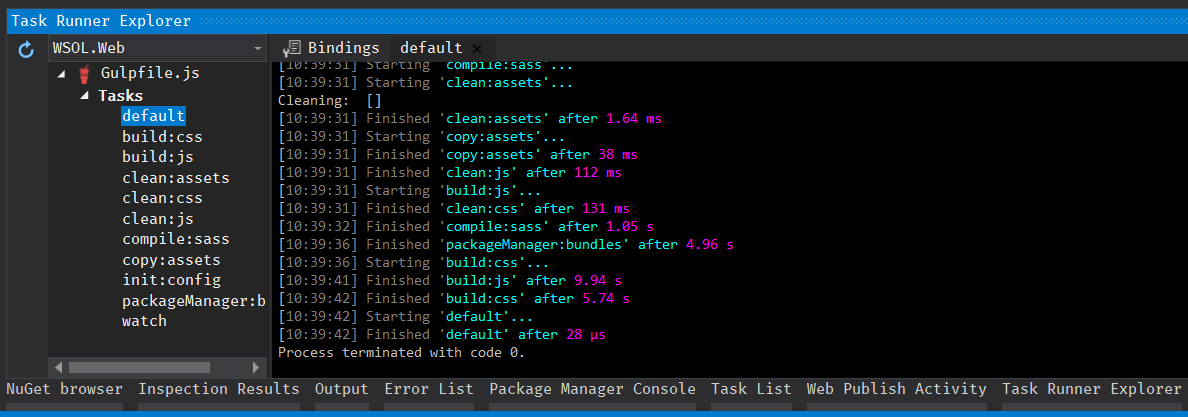 Task Runner Explorer
WSOL.Web
Gulpfile.js
Tasks
default
build:css
build:js
clean:assets
clean:css
clean:js
compile:sass
copy:assets
init:config
packageManager:b
watch
Bindings default
[10:39:31] Starting 'compile:sass'...
[10:39:31] Starting 'clean:assets'...
Cleaning:  []
[10:39:31] Finished 'clean:assets' after 1.64 ms
[10:39:31] Starting 'copy:assets'...
[10:39:31] Finished 'copy:assets' after 38 ms
[10:39:31] Finished 'clean:js' after 112 ms
[10:39:31] Starting 'build:js'...
[10:39:31] Finished 'clean:css' after 131 ms
[10:39:32] Finished 'compile:sass' after 1.05 s
[10:39:36] Finished 'packageManager:bundles' after 4.96 s
[10:39:36] Starting 'build:css'...
[10:39:41] Finished 'build:js' after 9.94 s
[10:39:42] Finished 'build:css' after 5.74 s
[10:39:42] Starting 'default'...
[10:39:42] Finished 'default' after 28 μs
Process terminated with code 0.
NuGet browser Inspection Results Output Error List Package Manager Console Task List Web Publish Activity Task Runner Explorer